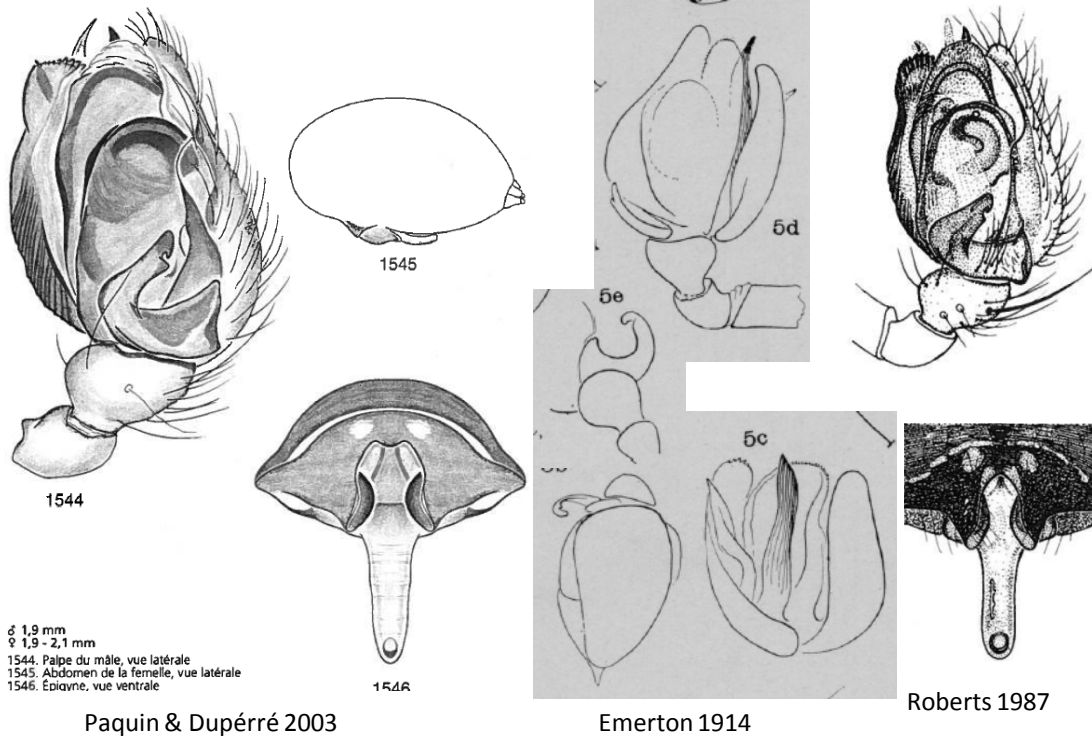 1544
1545
5d
5e
5c
1546
♂ 1,9 mm
♀ 1,9 - 2,1 mm
1544. Palpe du mâle, vue latérale
1545. Abdomen de la femelle, vue latérale
1546. Épigyne, vue ventrale
Paquin & Dupérré 2003
Emerton 1914
Roberts 1987